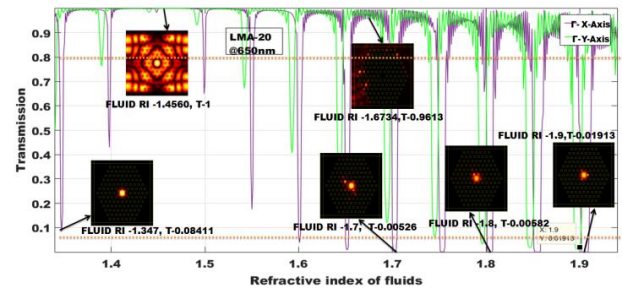 0.9
0.8
0.7
0.6
0.5
0.4
0.3
0.2
0.1
Transmission
LMA-20
@650nm
Γ- X-Axis
Γ-Y-Axis
FLUID RI -1.4560, T-1
FLUID RI -1.6734,T-0.9613
FLUID RI -1.9,T-0.01913
FLUID RI -1.347, T-0.08411
FLUID RI -1.7, T-0.00526
FLUID RI -1.8, T-0.00582
X: 1.9
Y: 0.01913
1.4 1.5 1.6 1.7 1.8 1.9
Refractive index of fluids